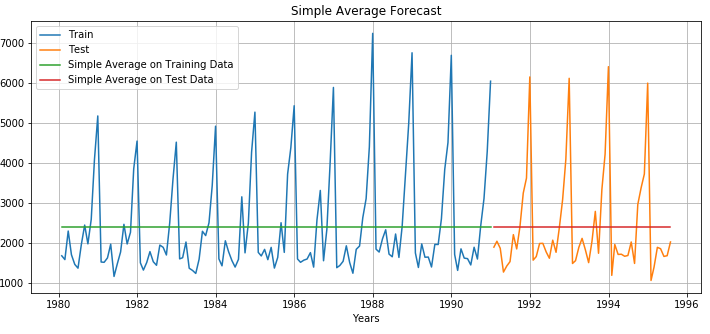 Simple Average Forecast
Train
Test
Simple Average on Training Data
Simple Average on Test Data
7000
6000
5000
4000
3000
2000
1000
1980 1982 1984 1986 1988 1990 1992 1994 1996
Years